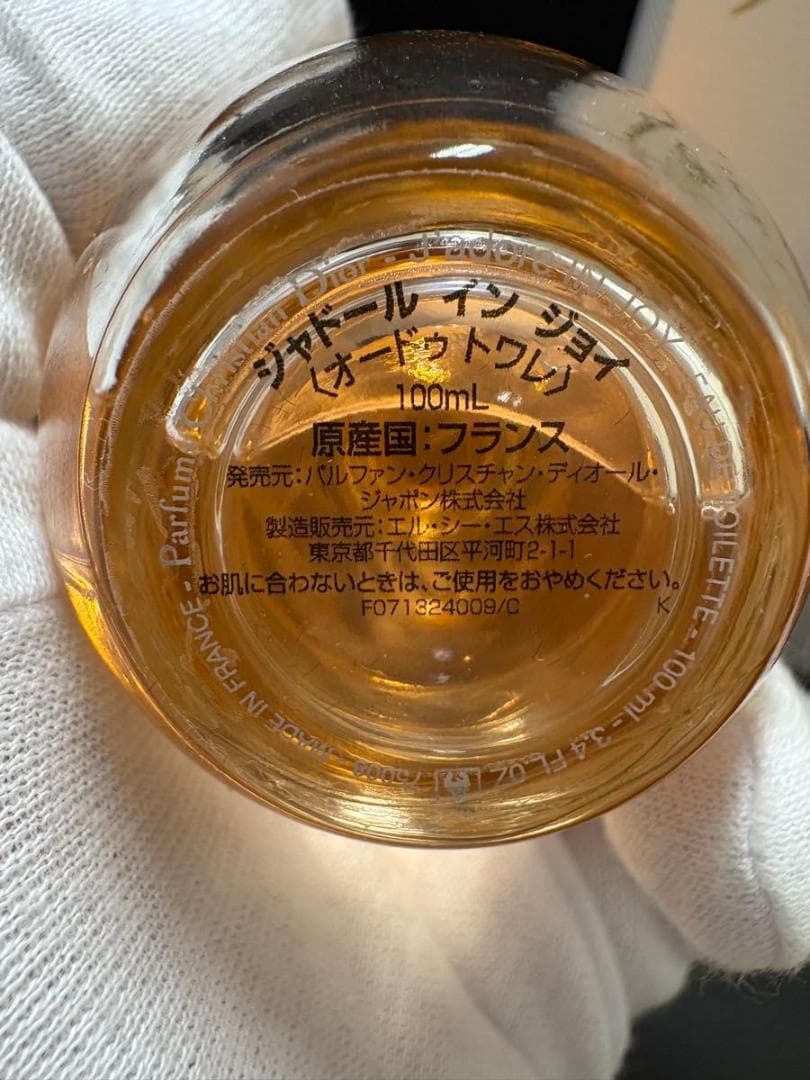 Parfums Christian Dior - J'adore IN JOY EAU DE TOILETTE - 100 ml - 3.4 FL.OZ 75008 - MADE IN FRANCE -
ジャドール イン ジョイ
〈オードゥ トワレ〉
100mL
原産国:フランス
発売元:パルファン・クリスチャン・ディオール・
ジャポン株式会社
製造販売元:エル・シー・エス株式会社
東京都千代田区平河町2-1-1
お肌に合わないときは、ご使用をおやめください。
F071324009/C K